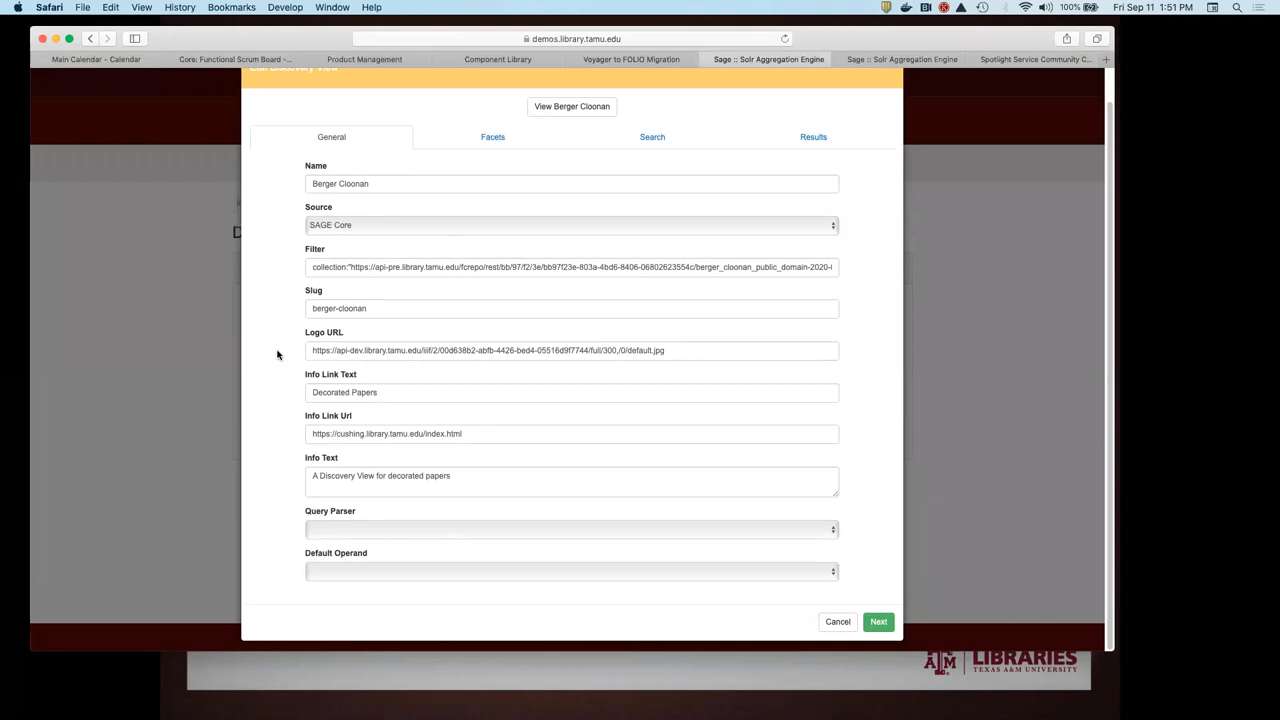 Safari File Edit View History Bookmarks Develop Window Help 100% Fri Sep 11 1:51 PM
demos.library.tamu.edu
Main Calendar - Calendar Core: Functional Scrum Board -... Product Management Component Library Voyager to FOLIO Migration Sage :: Solr Aggregation Engine Sage :: Solr Aggregation Engine Spotlight Service Community C...
Edit Discovery View
View Berger Cloonan
General Facets Search Results
Name
Berger Cloonan
Source
SAGE Core
Filter
collection:"https://api-pre.library.tamu.edu/fcrepo/rest/bb/97/f2/3e/bb97f23e-803a-4bd6-8406-06802623554c/berger_cloonan_public_domain-2020-
D
Slug
berger-cloonan
Logo URL
https://api-dev.library.tamu.edu/iiif/2/00d638b2-abfb-4426-bed4-05516d9f7744/full/300,/0/default.jpg
Info Link Text
Decorated Papers
Info Link Url
https://cushing.library.tamu.edu/index.html
Info Text
A Discovery View for decorated papers
Query Parser
Default Operand
Cancel Next
ATM LIBRARIES
TEXAS A&M UNIVERSITY